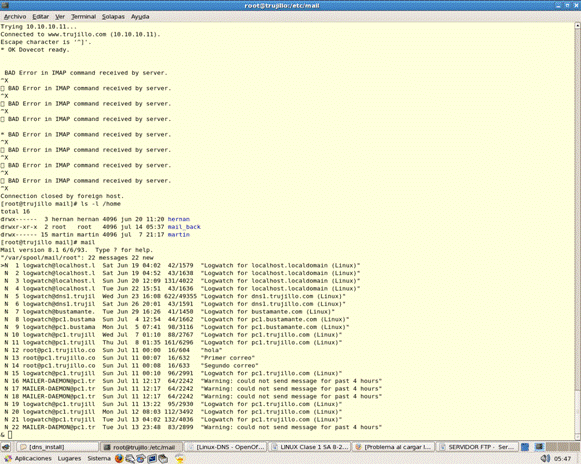 root@trujillo:/etc/mail
Archivo Editar Ver Terminal Solapas Ayuda
Trying 10.10.10.11...
Connected to www.trujillo.com (10.10.10.11).
Escape character is '^]'.
* OK Dovecot ready.
BAD Error in IMAP command received by server.
^X
BAD Error in IMAP command received by server.
^X
BAD Error in IMAP command received by server.
^X
BAD Error in IMAP command received by server.
* BAD Error in IMAP command received by server.
^X
BAD Error in IMAP command received by server.
^X
BAD Error in IMAP command received by server.
^X
BAD Error in IMAP command received by server.
^X
Connection closed by foreign host.
[root@trujillo mail]# ls -l /home
total 16
drwx------ 3 hernan hernan 4096 jun 20 11:20 hernan
drwxr-xr-x 2 root root 4096 jul 14 05:37 mail_back
drwx------ 15 martin martin 4096 jul 7 21:17 martin
[root@trujillo mail]# mail
Mail version 8.1 6/6/93. Type ? for help.
"/var/spool/mail/root": 22 messages 22 new
>N 1 logwatch@localhost.l Sat Jun 19 04:02 42/1579 "Logwatch for localhost.localdomain (Linux)"
N 2 logwatch@localhost.l Sat Jun 19 04:52 43/1638 "Logwatch for localhost.localdomain (Linux)"
N 3 logwatch@localhost.l Sun Jun 20 12:09 131/4022 "Logwatch for localhost.localdomain (Linux)"
N 4 logwatch@localhost.l Tue Jun 22 15:51 43/1636 "Logwatch for localhost.localdomain (Linux)"
N 5 logwatch@dns1.trujil Wed Jun 23 16:08 622/49355 "Logwatch for dns1.trujillo.com (Linux)"
N 6 logwatch@dns1.trujil Sat Jun 26 20:01 43/1591 "Logwatch for dns1.trujillo.com (Linux)"
N 7 logwatch@bustamante. Tue Jun 29 16:26 41/1450 "Logwatch for bustamante.com (Linux)"
N 8 logwatch@pc1.bustama Sun Jul 4 12:54 44/1662 "Logwatch for pc1.bustamante.com (Linux)"
N 9 logwatch@pc1.bustama Mon Jul 5 07:41 98/3116 "Logwatch for pc1.bustamante.com (Linux)"
N 10 logwatch@pc1.trujill Wed Jul 7 01:10 88/2767 "Logwatch for pc1.trujillo.com (Linux)"
N 11 logwatch@pc1.trujill Thu Jul 8 01:35 161/6296 "Logwatch for pc1.trujillo.com (Linux)"
N 12 root@pc1.trujillo.co Sun Jul 11 00:00 16/604 "hola"
N 13 root@pc1.trujillo.co Sun Jul 11 00:07 16/632 "Primer correo"
N 14 root@pc1.trujillo.co Sun Jul 11 00:08 16/633 "Segundo correo"
N 15 logwatch@pc1.trujill Sun Jul 11 00:10 96/2991 "Logwatch for pc1.trujillo.com (Linux)"
N 16 MAILER-DAEMON@pc1.tr Sun Jul 11 12:17 64/2242 "Warning: could not send message for past 4 hours"
N 17 MAILER-DAEMON@pc1.tr Sun Jul 11 12:17 64/2242 "Warning: could not send message for past 4 hours"
N 18 MAILER-DAEMON@pc1.tr Sun Jul 11 12:17 64/2242 "Warning: could not send message for past 4 hours"
N 19 logwatch@pc1.trujill Sun Jul 11 13:22 95/2930 "Logwatch for pc1.trujillo.com (Linux)"
N 20 logwatch@pc1.trujill Mon Jul 12 08:03 112/3492 "Logwatch for pc1.trujillo.com (Linux)"
N 21 logwatch@pc1.trujill Tue Jul 13 04:02 132/4036 "Logwatch for pc1.trujillo.com (Linux)"
N 22 MAILER-DAEMON@pc1.tr Tue Jul 13 23:48 83/2899 "Warning: could not send message for past 4 hours"
&
[dns_install] root@trujillo:/etc/mail [Linux-DNS - OpenOf... LINUX Clase 1 SA 8-2... [Problema al cargar l... SERVIDOR FTP - Ser...
Aplicaciones Lugares Sistema 05:47